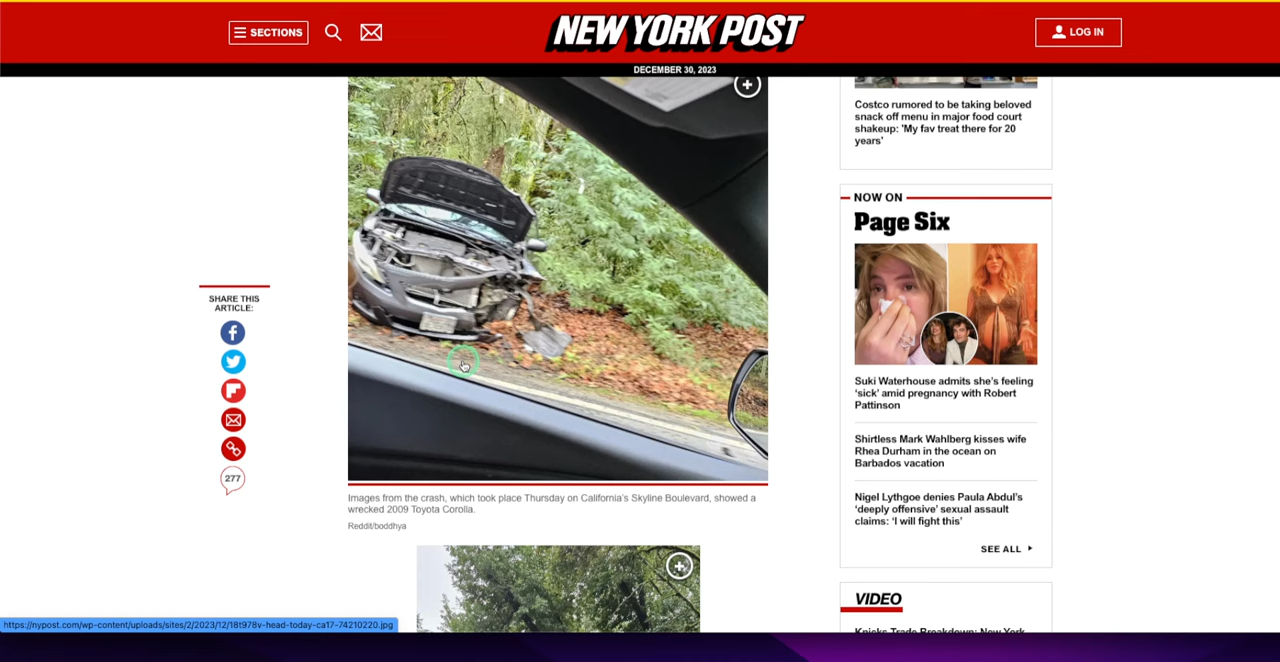 SECTIONS
NEW YORK POST
LOG IN
DECEMBER 30, 2023
SHARE THIS
ARTICLE:
277
Images from the crash, which took place Thursday on California's Skyline Boulevard, showed a
wrecked 2009 Toyota Corolla.
Reddit/boddhya
Costco rumored to be taking beloved
snack off menu in major food court
shakeup: 'My fav treat there for 20
years'
NOW ON
Page Six
Suki Waterhouse admits she's feeling
'sick' amid pregnancy with Robert
Pattinson
Shirtless Mark Wahlberg kisses wife
Rhea Durham in the ocean on
Barbados vacation
Nigel Lythgoe denies Paula Abdul's
'deeply offensive' sexual assault
claims: 'I will fight this'
SEE ALL
VIDEO
Knicks Trade Breakdown: New York
https://nypost.com/wp-content/uploads/sites/2/2023/12/18t978v-head-today-ca17-74210220.jpg